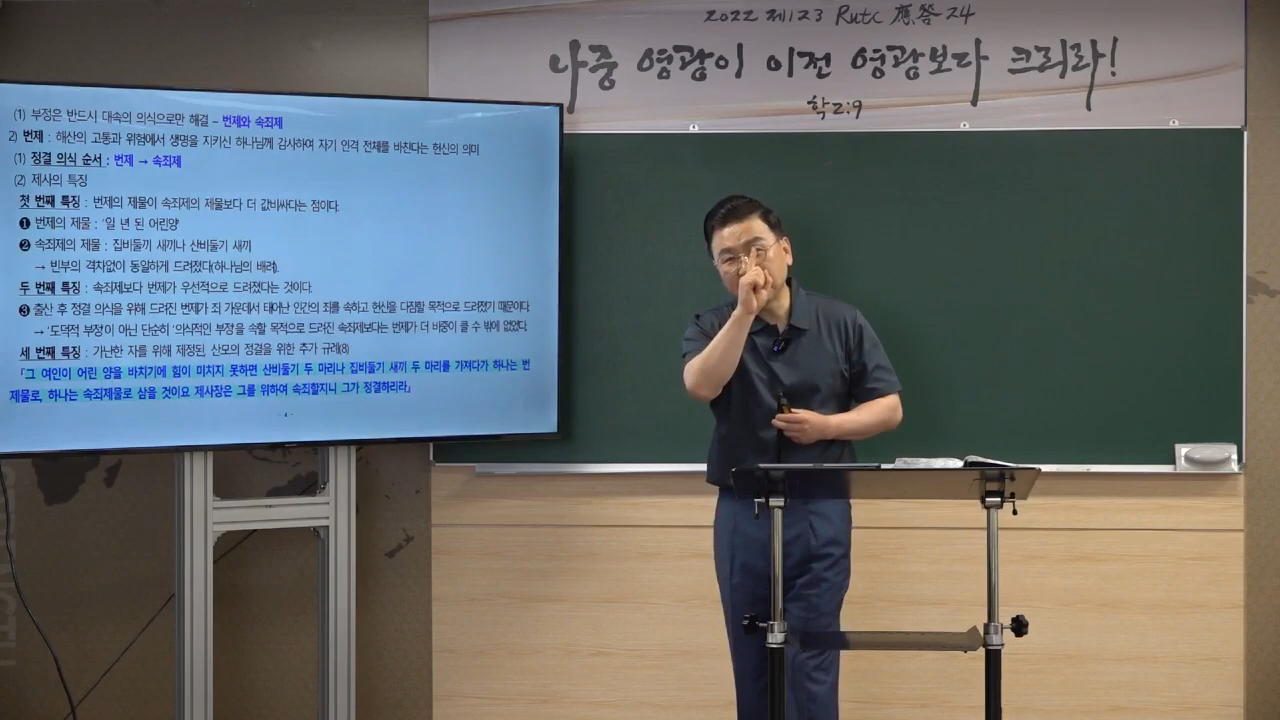 2022 제123 Rutc 應答 24
나중 영광이 이전 영광보다 크리라!
학2:9
(1) 부정은 반드시 대속의 의식으로만 해결 – 번제와 속죄제
2) 번제 : 해산의 고통과 위험에서 생명을 지키신 하나님께 감사하여 자기 인격 전체를 바친다는 헌신의 의미
(1) 정결 의식 순서 : 번제 → 속죄제
(2) 제사의 특징
첫 번째 특징 : 번제의 제물이 속죄제의 제물보다 더 값비싸다는 점이다.
❶ 번제의 제물 : '일 년 된 어린양'
❷ 속죄제의 제물 : 집비둘기 새끼나 산비둘기 새끼
→ 빈부의 격차없이 동일하게 드려졌다(하나님의 배려).
두 번째 특징 : 속죄제보다 번제가 우선적으로 드려졌다는 것이다.
❸ 출산 후 정결 의식을 위해 드려진 번제가 죄 가운데서 태어난 인간의 죄를 속하고 헌신을 다짐할 목적으로 드려졌기 때문이다.
→ '도덕적 부정'이 아닌 단순히 '의식적인 부정'을 속할 목적으로 드려진 속죄제보다는 번제가 더 비중이 클 수 밖에 없었다.
세 번째 특징 : 가난한 자를 위해 제정된, 산모의 정결을 위한 추가 규례(8)
「그 여인이 어린 양을 바치기에 힘이 미치지 못하면 산비둘기 두 마리나 집비둘기 새끼 두 마리를 가져다가 하나는 번
제물로, 하나는 속죄제물로 삼을 것이요 제사장은 그를 위하여 속죄할지니 그가 정결하리라」
- 4 -